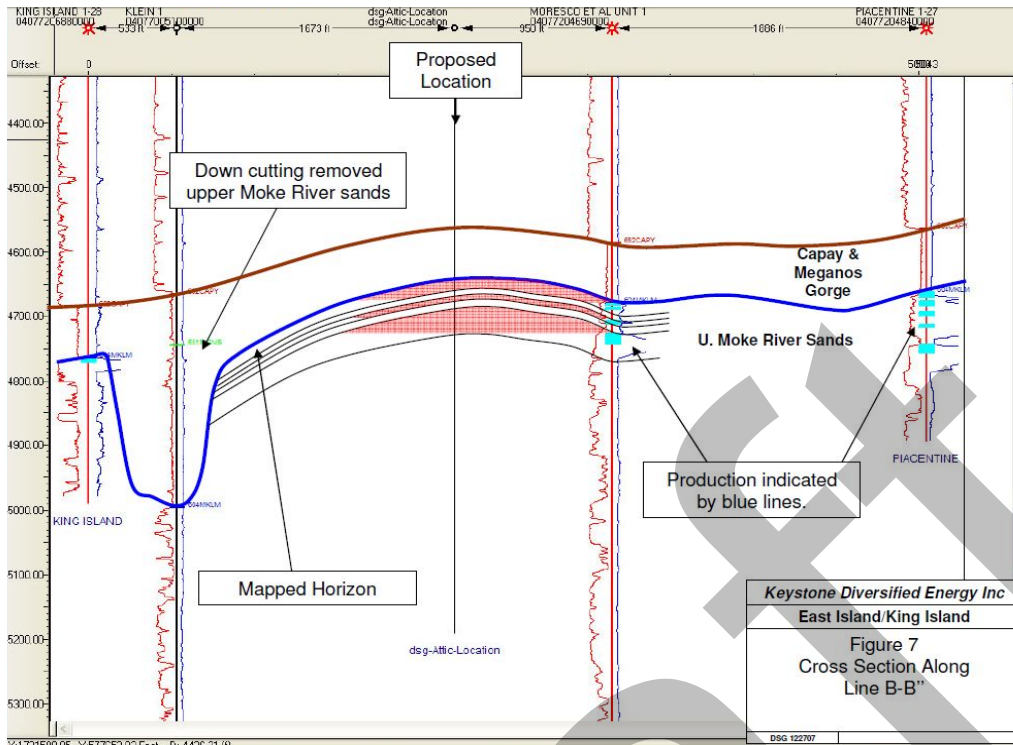 KING ISLAND 1-28 KLEIN 1 dsg-Attic-Location MORESCO ET AL UNIT 1 PIACENTINE 1-27
04077206880000 04077005100000 dsg-Attic-Location 04077204690000 04077204840000
533 ft 1673 ft 950 ft 1886 ft
Offset: 0
Proposed
Location
4400.00
4500.00
4600.00
4700.00
4800.00
4900.00
5000.00
5100.00
5200.00
5300.00
Down cutting removed
upper Moke River sands
Capay &
Meganos
Gorge
U. Moke River Sands
Production indicated
by blue lines.
PIACENTINE
KING ISLAND
Mapped Horizon
dsg-Attic-Location
Keystone Diversified Energy Inc
East Island/King Island
Figure 7
Cross Section Along
Line B-B"
DSG 122707